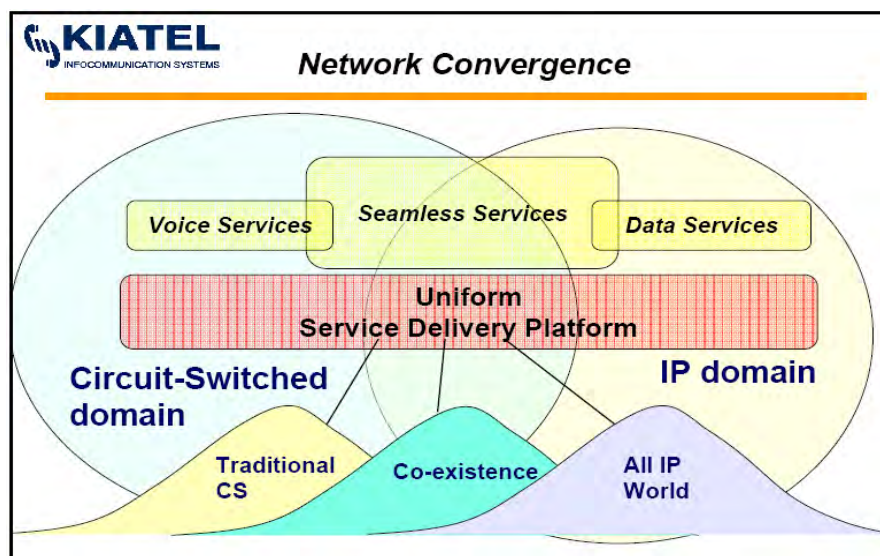 KIATEL
INFOCOMMUNICATION SYSTEMS
Network Convergence
Voice Services
Seamless Services
Data Services
Uniform
Service Delivery Platform
Circuit-Switched
domain
IP domain
Traditional
CS
Co-existence
All IP
World